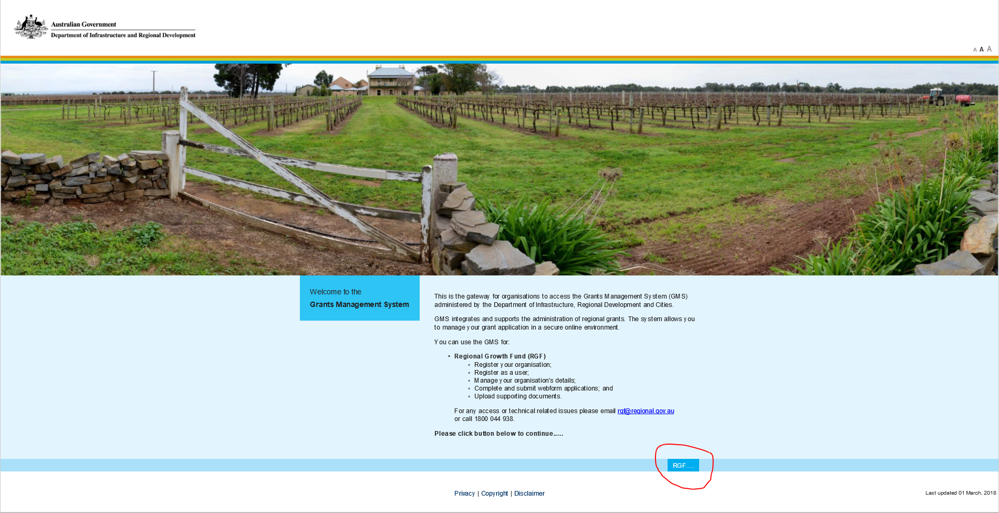 Australian Government
Department of Infrastructure and Regional Development
A A A
Welcome to the
Grants Management System
This is the gateway for organisations to access the Grants Management System (GMS)
administered by the Department of Infrastructure, Regional Development and Cities.
GMS integrates and supports the administration of regional grants. The system allows you
to manage your grant application in a secure online environment.
You can use the GMS for:
• Regional Growth Fund (RGF)
◦ Register your organisation;
◦ Register as a user;
◦ Manage your organisation's details;
◦ Complete and submit webform applications; and
◦ Upload supporting documents.
For any access or technical related issues please email rgf@regional.gov.au
or call 1800 044 938.
Please click button below to continue.....
RGF....
Privacy | Copyright | Disclaimer
Last updated 01 March, 2018